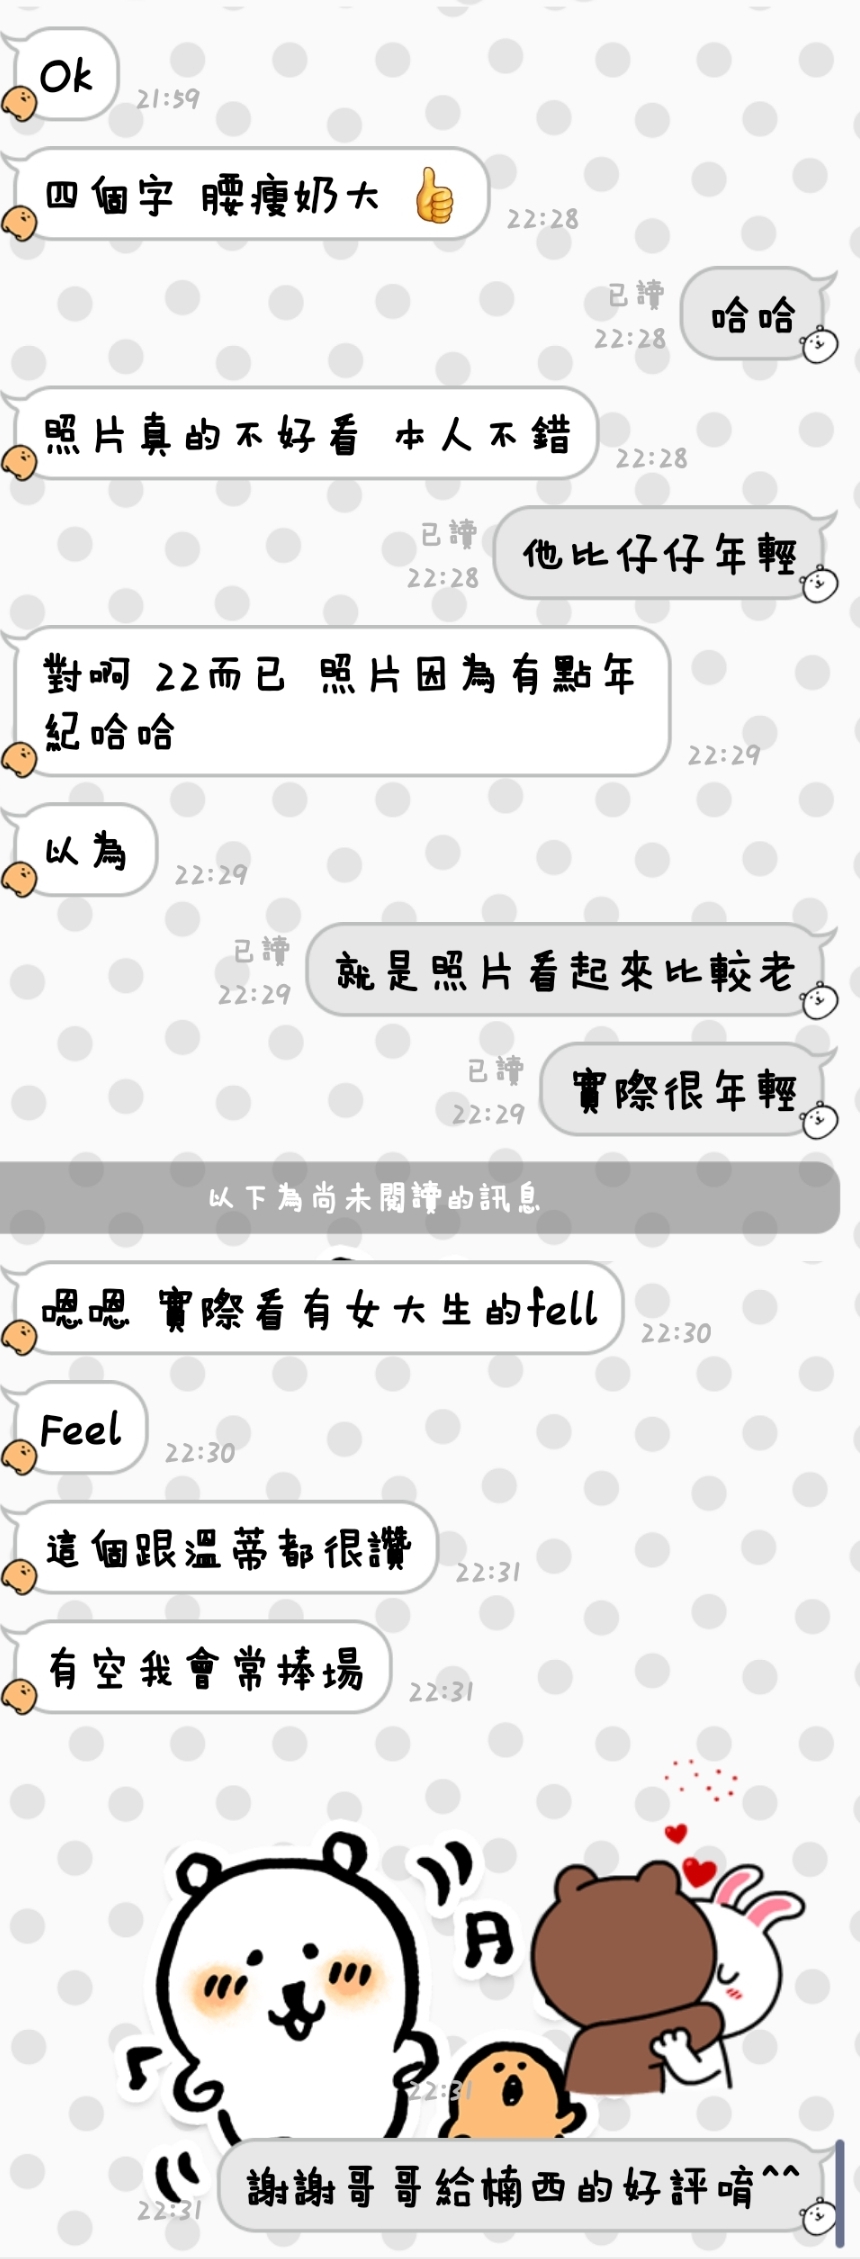 Ok
21:59
四個字 腰瘦奶大 👍
22:28
已讀
22:28
哈哈
照片真的不好看 本人不錯
22:28
已讀
22:28
他比仔仔年輕
對啊 22而已 照片因為有點年
紀哈哈
22:29
以為
22:29
已讀
22:29
就是照片看起來比較老
已讀
22:29
實際很年輕
以下為尚未閱讀的訊息
嗯嗯 實際看有女大生的fell
22:30
Feel
22:30
這個跟溫蒂都很讚
22:31
有空我會常捧場
22:31
22:31
謝謝哥哥給楠西的好評唷^^
22:31